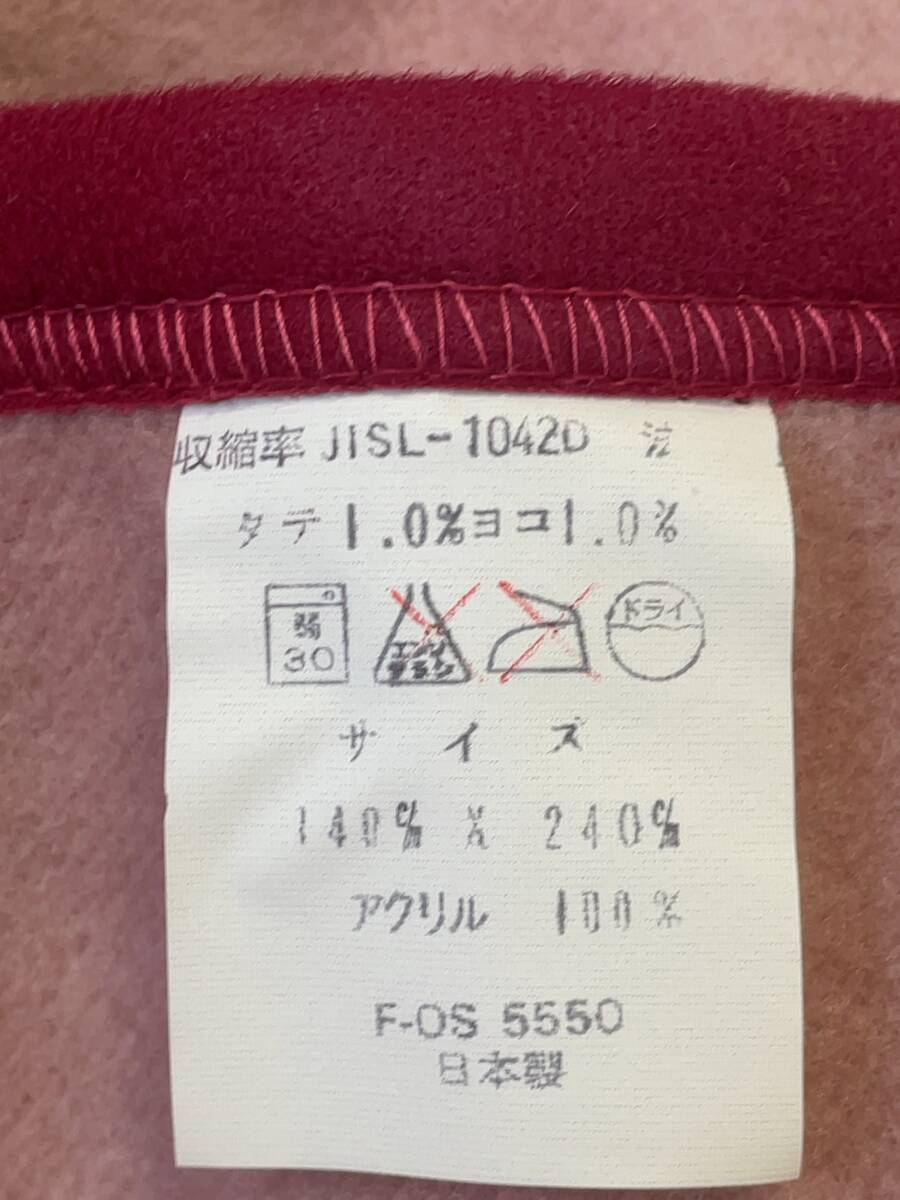 収縮率 JISL-1042D 法
タテ 1.0% ヨコ 1.0%
弱
30
エンソ
サラシ
ドライ
サイズ
140㎝ X 240㎝
アクリル 100%
F-OS 5550
日本製